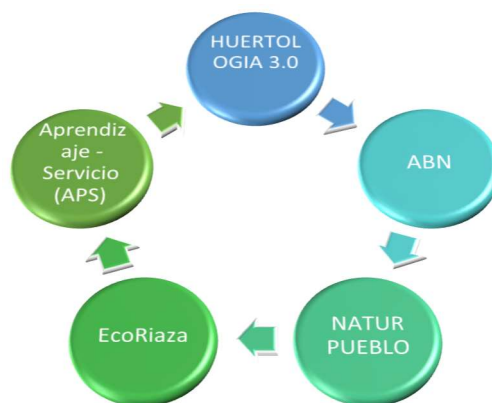 HUERTOL
OGIA 3.0
ABN
NATUR
PUEBLO
EcoRiaza
Aprendiz
aje -
Servicio
(APS)